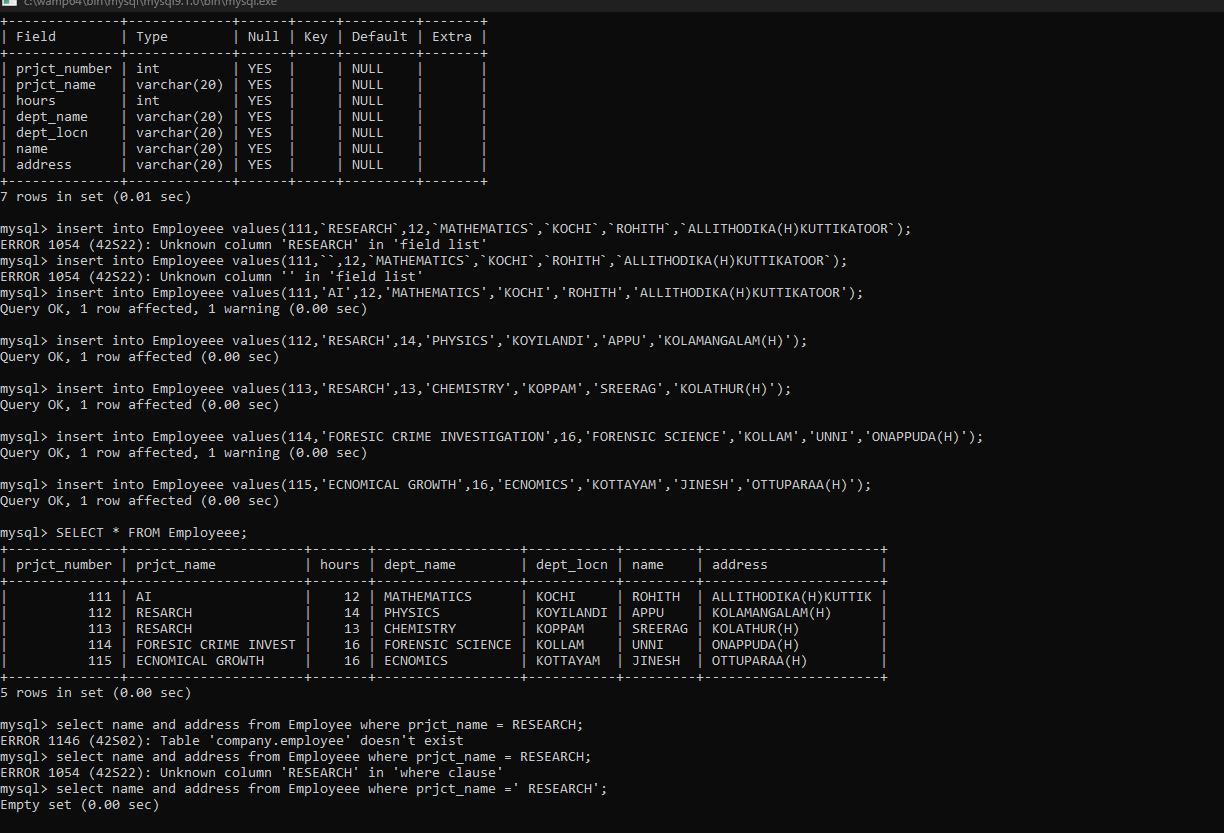 c:\wamp64\bin\mysql\mysql9.1.0\bin\mysql.exe
+--------------+-------------+------+-----+---------+-------+
| Field        | Type        | Null | Key | Default | Extra |
+--------------+-------------+------+-----+---------+-------+
| prjct_number | int         | YES  |     | NULL    |       |
| prjct_name   | varchar(20) | YES  |     | NULL    |       |
| hours        | int         | YES  |     | NULL    |       |
| dept_name    | varchar(20) | YES  |     | NULL    |       |
| dept_locn    | varchar(20) | YES  |     | NULL    |       |
| name         | varchar(20) | YES  |     | NULL    |       |
| address      | varchar(20) | YES  |     | NULL    |       |
+--------------+-------------+------+-----+---------+-------+
7 rows in set (0.01 sec)
mysql> insert into Employeee values(111,`RESEARCH`,12,`MATHEMATICS`,`KOCHI`,`ROHITH`,`ALLITHODIKA(H)KUTTIKATOOR`);
ERROR 1054 (42S22): Unknown column 'RESEARCH' in 'field list'
mysql> insert into Employeee values(111,``,12,`MATHEMATICS`,`KOCHI`,`ROHITH`,`ALLITHODIKA(H)KUTTIKATOOR`);
ERROR 1054 (42S22): Unknown column '' in 'field list'
mysql> insert into Employeee values(111,'AI',12,'MATHEMATICS','KOCHI','ROHITH','ALLITHODIKA(H)KUTTIKATOOR');
Query OK, 1 row affected, 1 warning (0.00 sec)
mysql> insert into Employeee values(112,'RESARCH',14,'PHYSICS','KOYILANDI','APPU','KOLAMANGALAM(H)');
Query OK, 1 row affected (0.00 sec)
mysql> insert into Employeee values(113,'RESARCH',13,'CHEMISTRY','KOPPAM','SREERAG','KOLATHUR(H)');
Query OK, 1 row affected (0.00 sec)
mysql> insert into Employeee values(114,'FORESIC CRIME INVESTIGATION',16,'FORENSIC SCIENCE','KOLLAM','UNNI','ONAPPUDA(H)');
Query OK, 1 row affected, 1 warning (0.00 sec)
mysql> insert into Employeee values(115,'ECNOMICAL GROWTH',16,'ECNOMICS','KOTTAYAM','JINESH','OTTUPARAA(H)');
Query OK, 1 row affected (0.00 sec)
mysql> SELECT * FROM Employeee;
+--------------+----------------------+-------+------------------+-----------+---------+----------------------+
| prjct_number | prjct_name           | hours | dept_name        | dept_locn | name    | address              |
+--------------+----------------------+-------+------------------+-----------+---------+----------------------+
|          111 | AI                   |    12 | MATHEMATICS      | KOCHI     | ROHITH  | ALLITHODIKA(H)KUTTIK |
|          112 | RESARCH              |    14 | PHYSICS          | KOYILANDI | APPU    | KOLAMANGALAM(H)      |
|          113 | RESARCH              |    13 | CHEMISTRY        | KOPPAM    | SREERAG | KOLATHUR(H)          |
|          114 | FORESIC CRIME INVEST |    16 | FORENSIC SCIENCE | KOLLAM    | UNNI    | ONAPPUDA(H)          |
|          115 | ECNOMICAL GROWTH     |    16 | ECNOMICS         | KOTTAYAM  | JINESH  | OTTUPARAA(H)         |
+--------------+----------------------+-------+------------------+-----------+---------+----------------------+
5 rows in set (0.00 sec)
mysql> select name and address from Employee where prjct_name = RESEARCH;
ERROR 1146 (42S02): Table 'company.employee' doesn't exist
mysql> select name and address from Employeee where prjct_name = RESEARCH;
ERROR 1054 (42S22): Unknown column 'RESEARCH' in 'where clause'
mysql> select name and address from Employeee where prjct_name =' RESEARCH';
Empty set (0.00 sec)